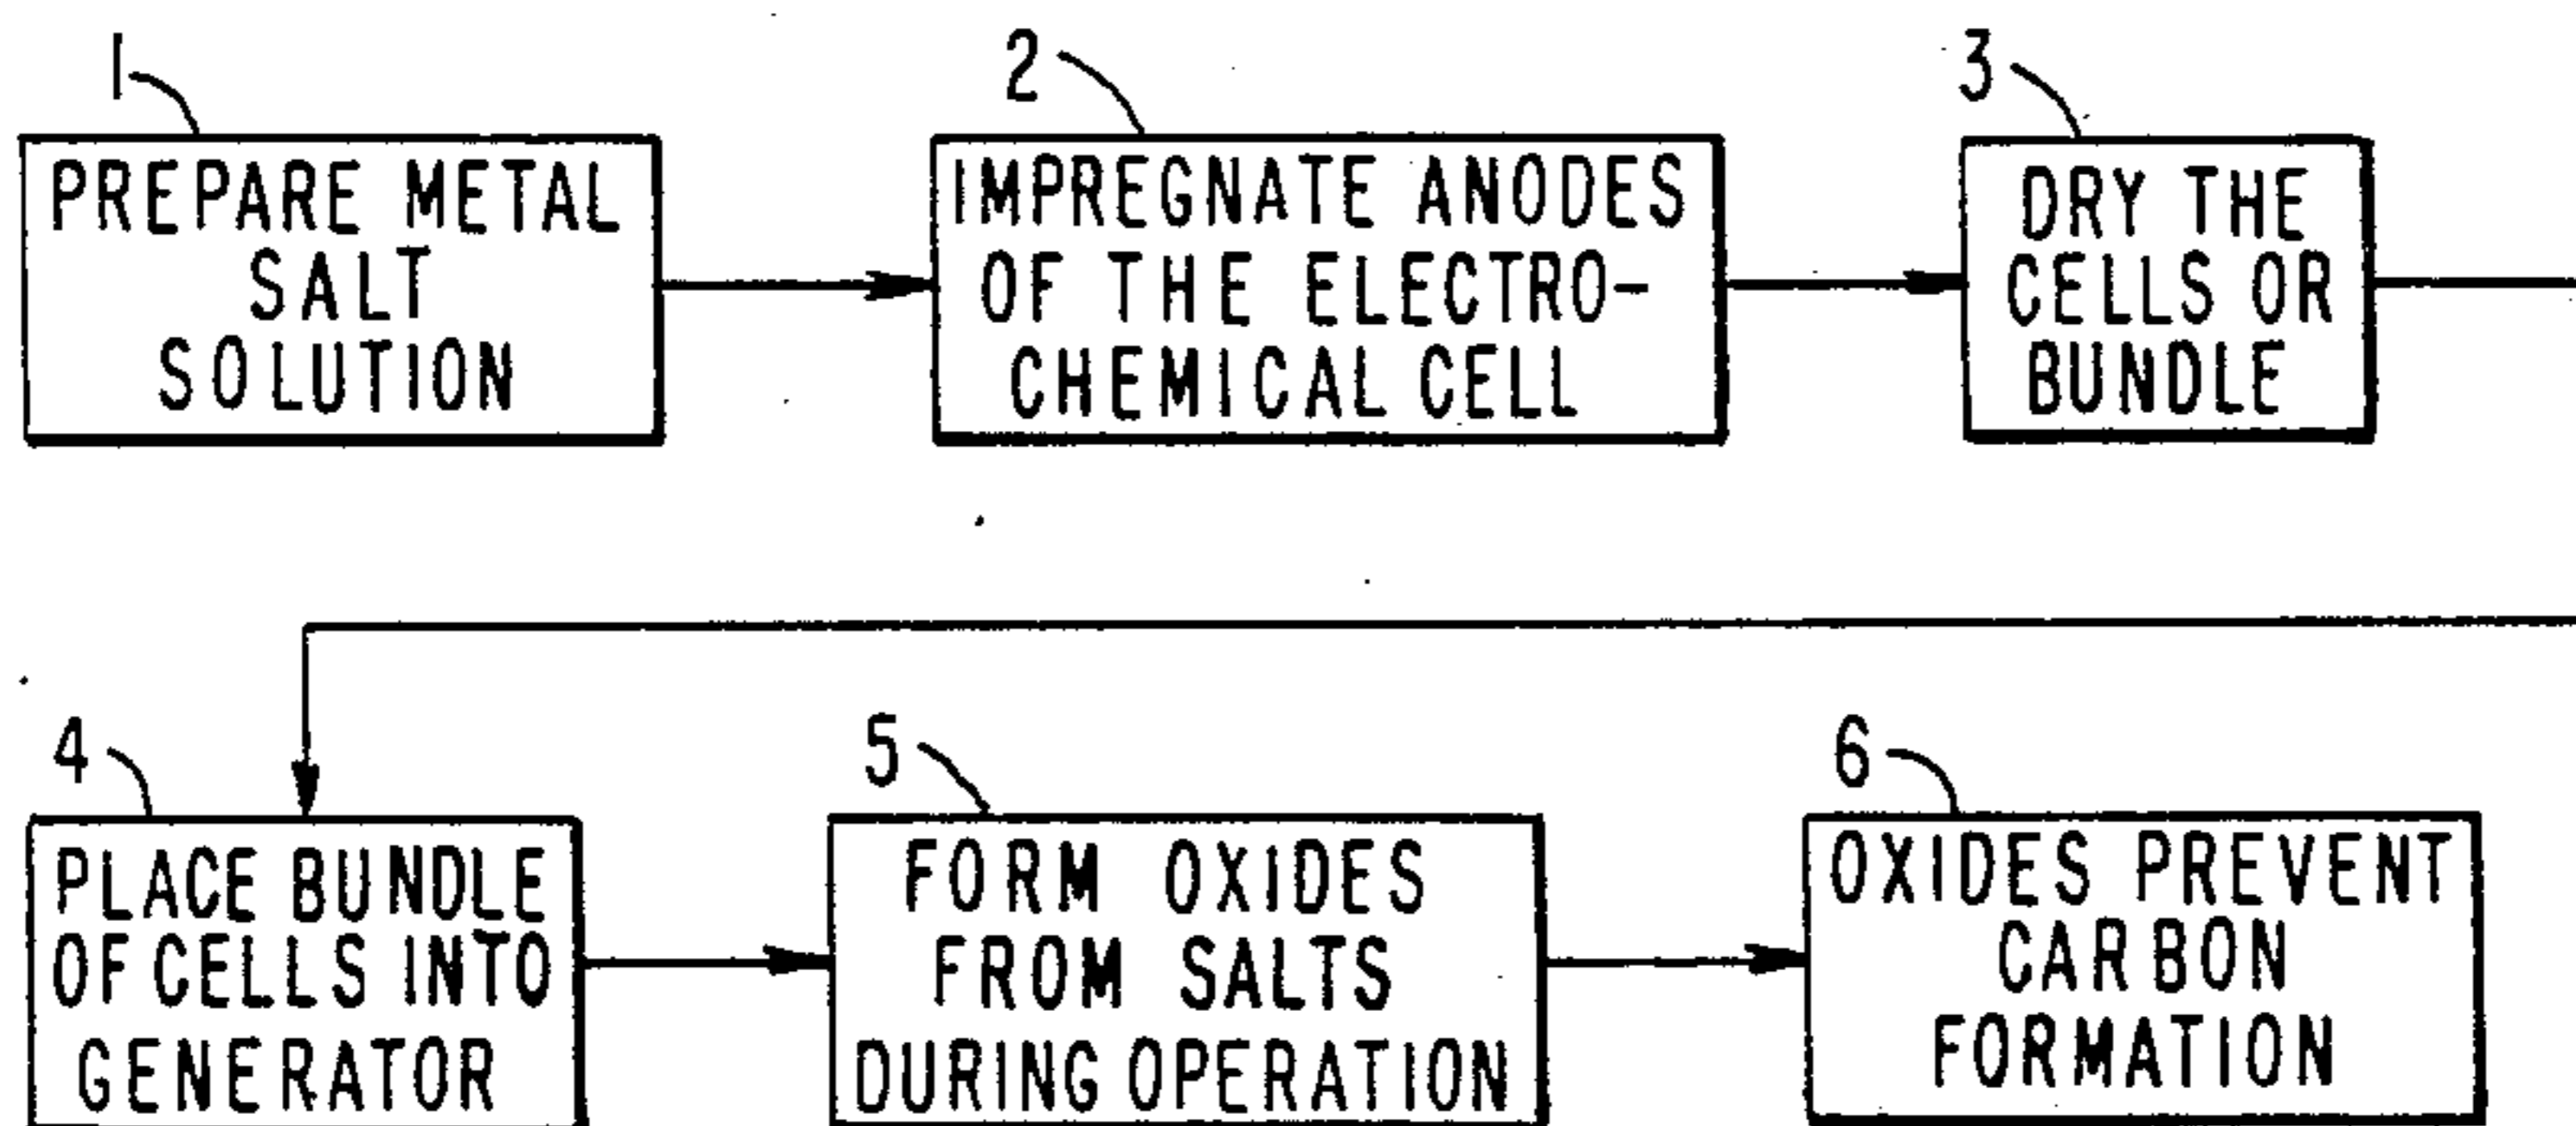 1
PREPARE METAL
SALT
SOLUTION
2
IMPREGNATE ANODES
OF THE ELECTRO-
CHEMICAL CELL
3
DRY THE
CELLS OR
BUNDLE
4
PLACE BUNDLE
OF CELLS INTO
GENERATOR
5
FORM OXIDES
FROM SALTS
DURING OPERATION
6
OXIDES PREVENT
CARBON
FORMATION